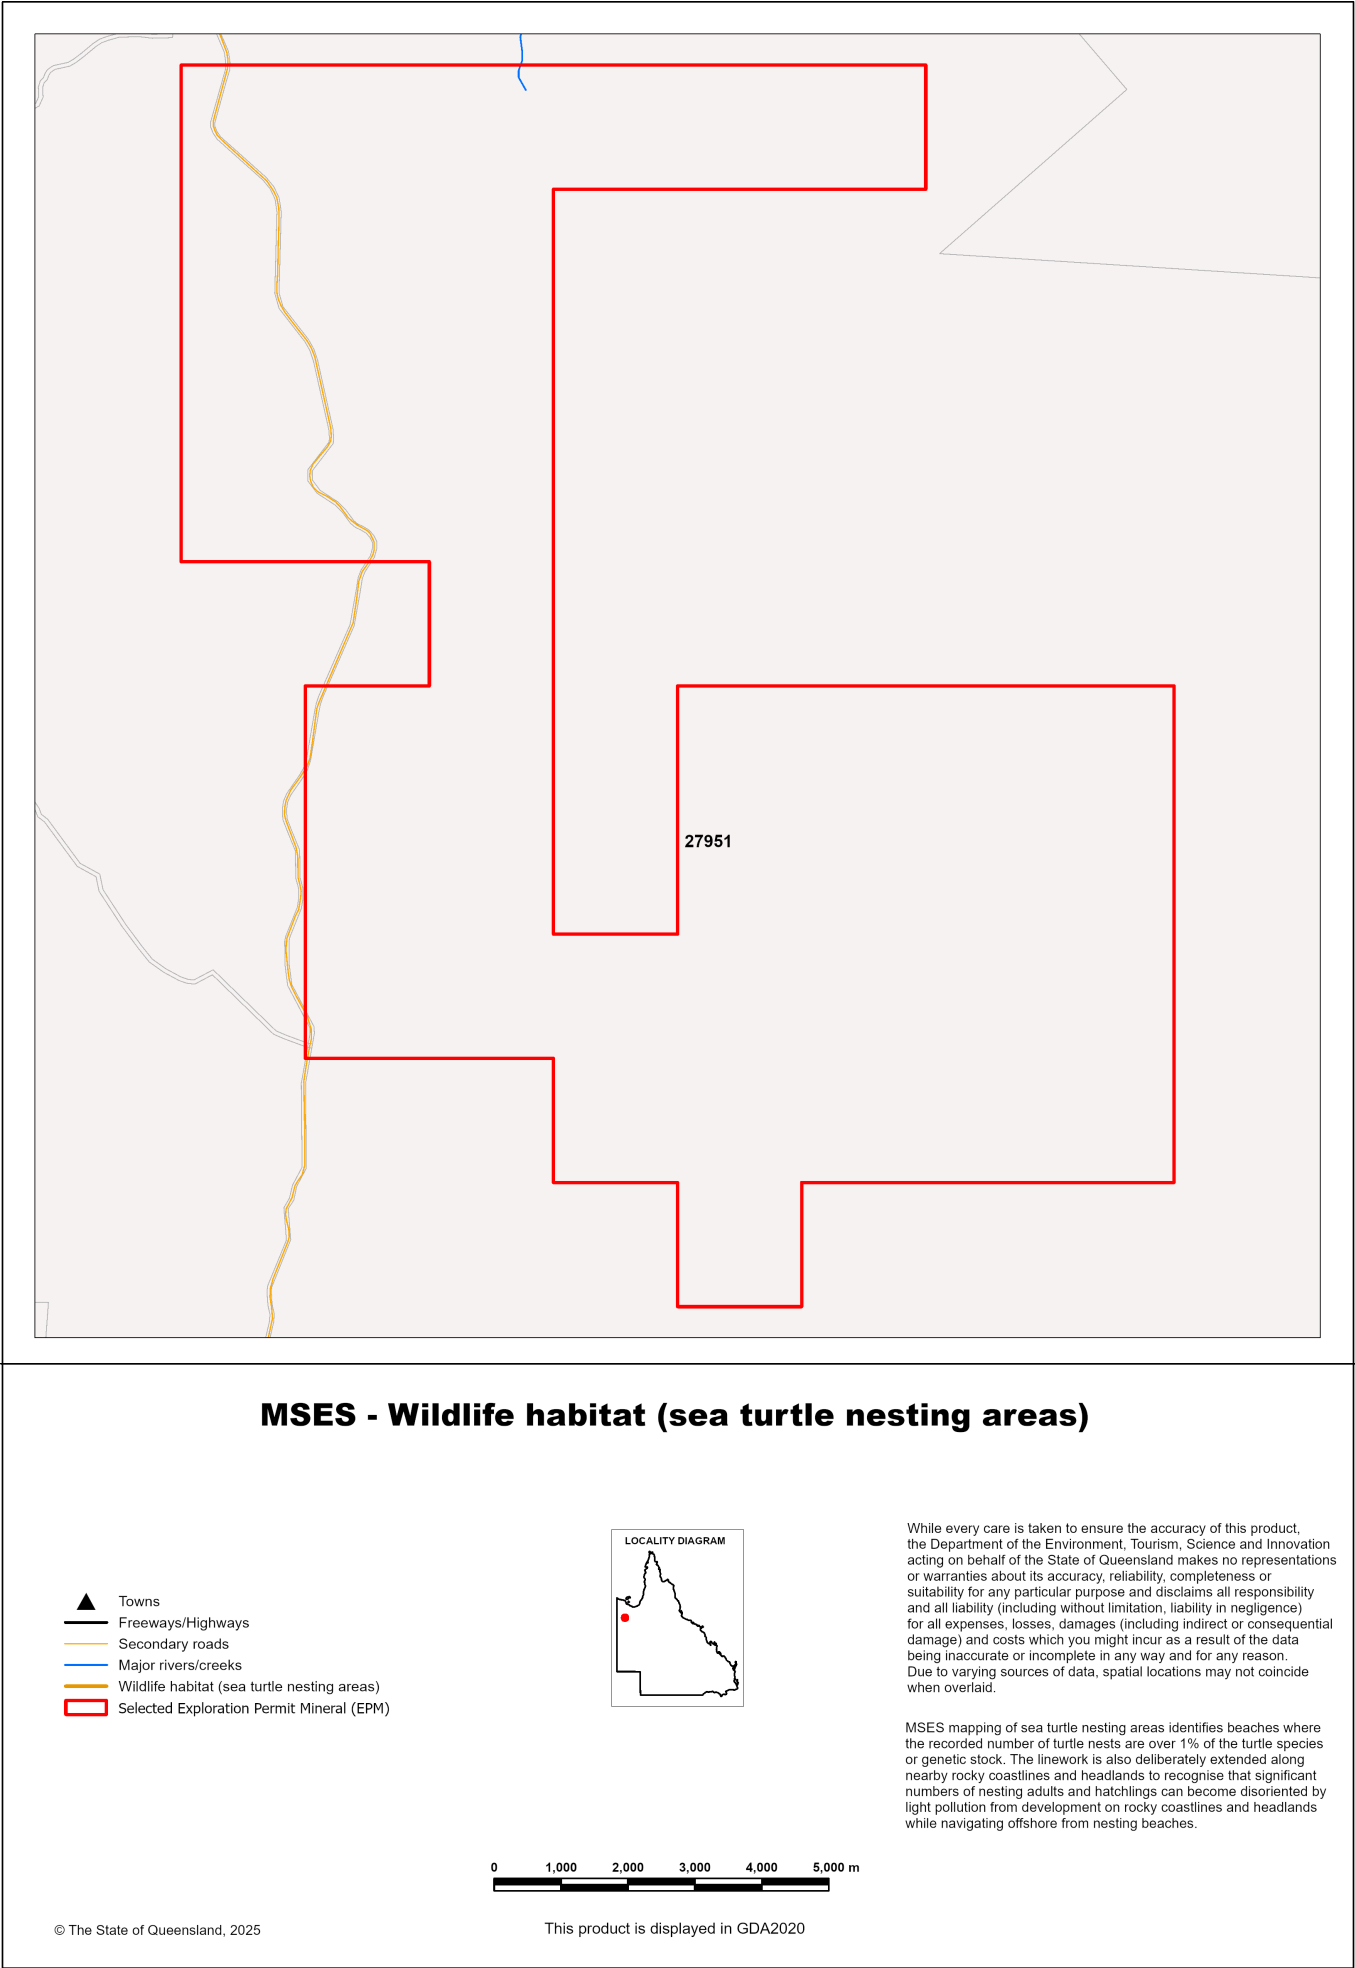 27951
MSES - Wildlife habitat (sea turtle nesting areas)
Towns
Freeways/Highways
Secondary roads
Major rivers/creeks
Wildlife habitat (sea turtle nesting areas)
Selected Exploration Permit Mineral (EPM)
LOCALITY DIAGRAM
While every care is taken to ensure the accuracy of this product,
the Department of the Environment, Tourism, Science and Innovation
acting on behalf of the State of Queensland makes no representations
or warranties about its accuracy, reliability, completeness or
suitability for any particular purpose and disclaims all responsibility
and all liability (including without limitation, liability in negligence)
for all expenses, losses, damages (including indirect or consequential
damage) and costs which you might incur as a result of the data
being inaccurate or incomplete in any way and for any reason.
Due to varying sources of data, spatial locations may not coincide
when overlaid.
MSES mapping of sea turtle nesting areas identifies beaches where
the recorded number of turtle nests are over 1% of the turtle species
or genetic stock. The linework is also deliberately extended along
nearby rocky coastlines and headlands to recognise that significant
numbers of nesting adults and hatchlings can become disoriented by
light pollution from development on rocky coastlines and headlands
while navigating offshore from nesting beaches.
0 1,000 2,000 3,000 4,000 5,000 m
© The State of Queensland, 2025
This product is displayed in GDA2020